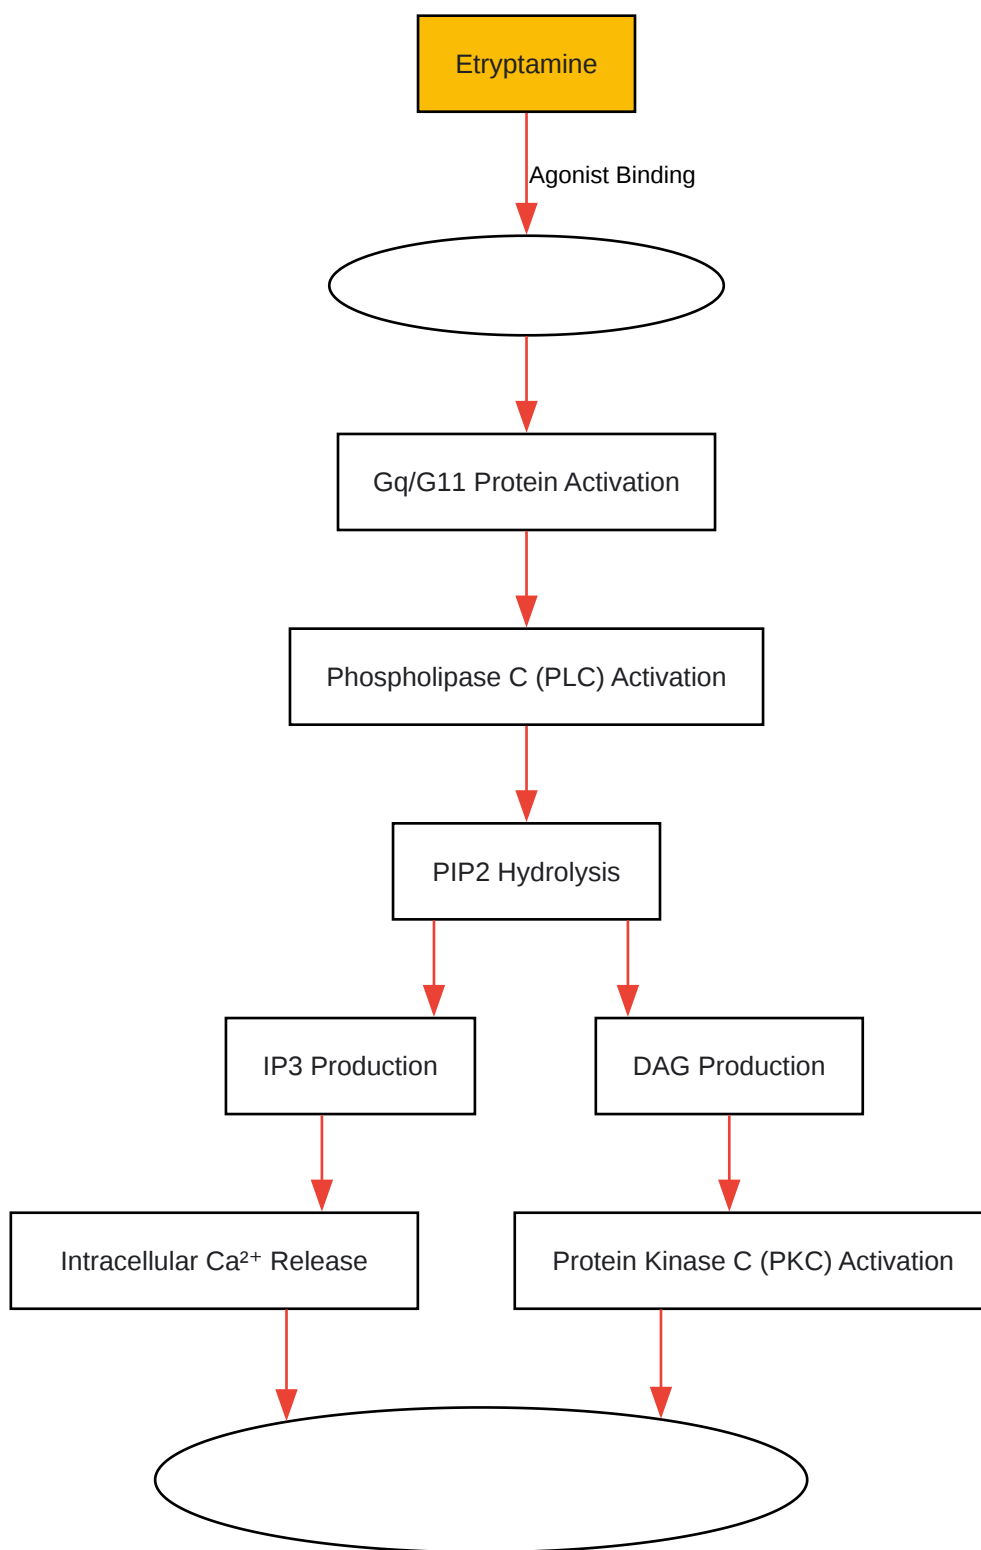 Etryptamine
Agonist Binding
Gq/G11 Protein Activation
Phospholipase C (PLC) Activation
PIP2 Hydrolysis
IP3 Production
DAG Production
Intracellular Ca²⁺ Release
Protein Kinase C (PKC) Activation